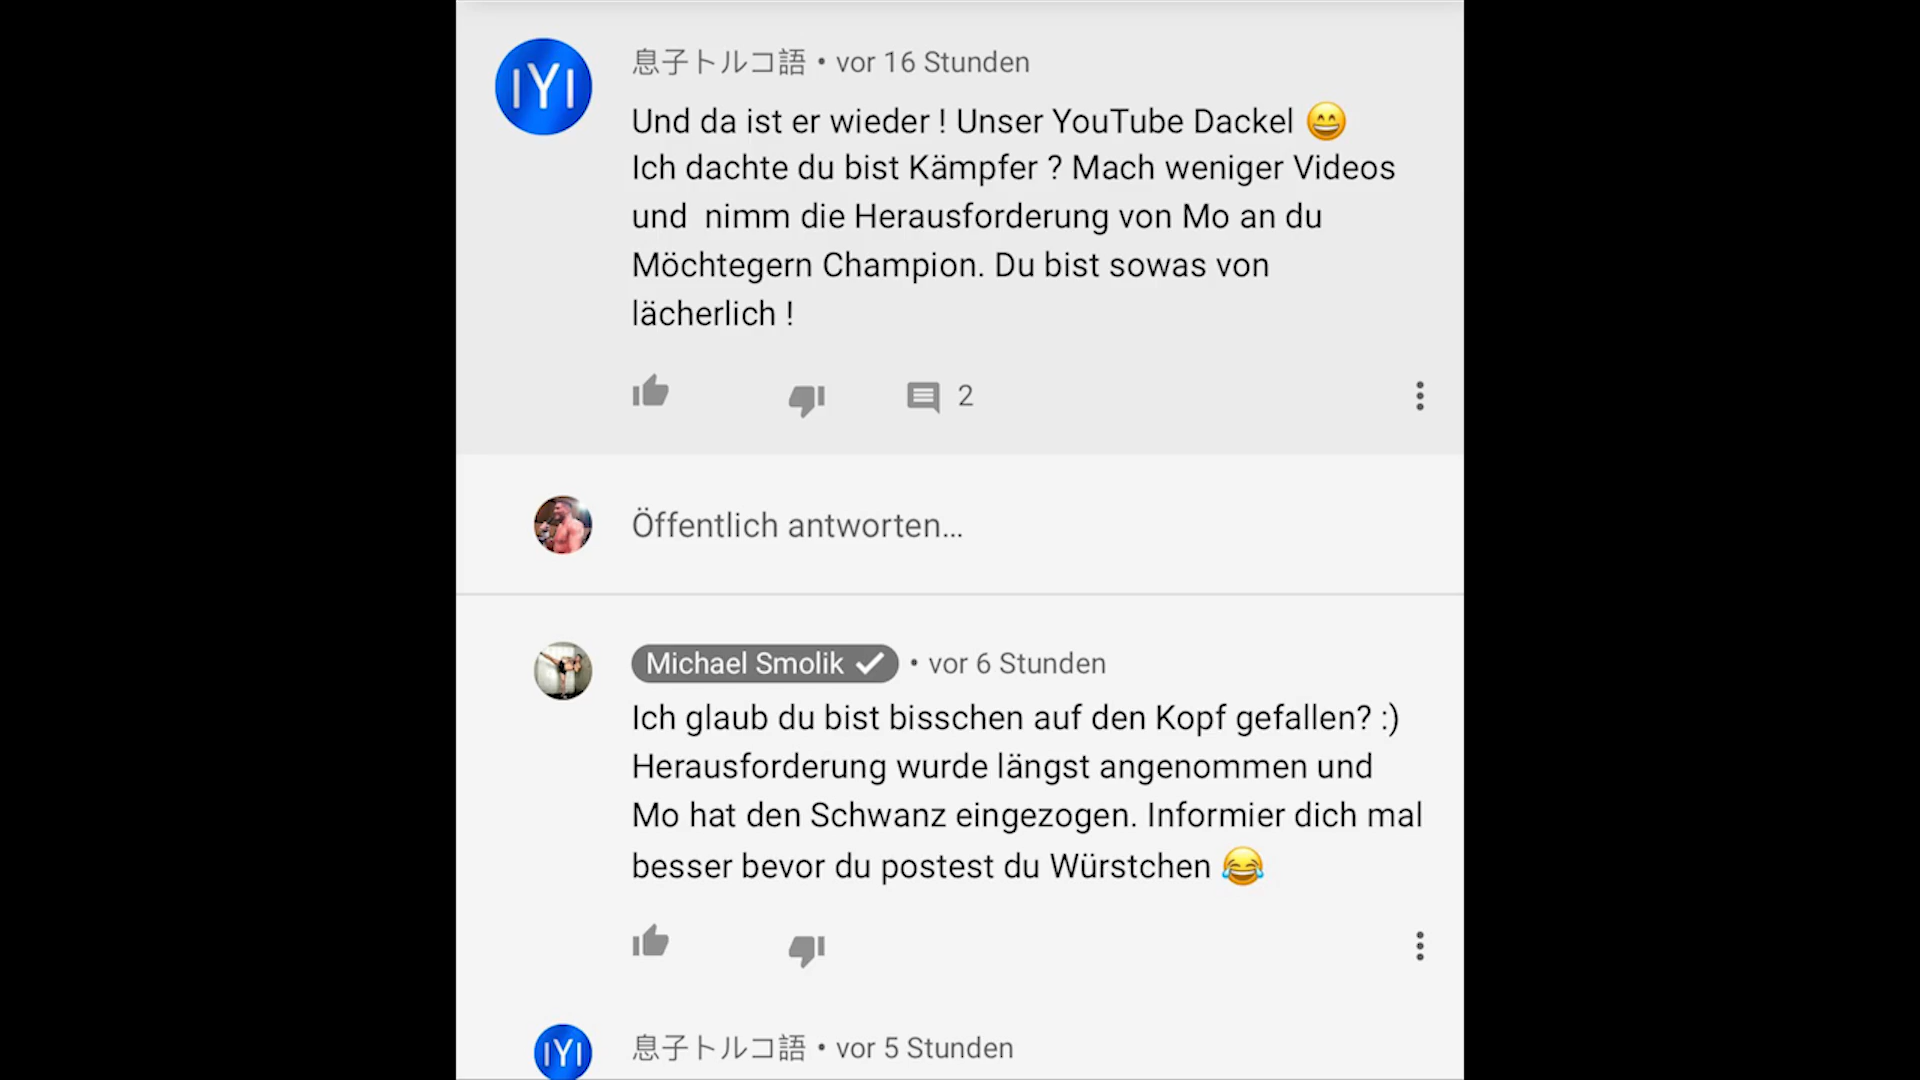 IYI
息子トルコ語 • vor 16 Stunden
Und da ist er wieder ! Unser YouTube Dackel 😄
Ich dachte du bist Kämpfer ? Mach weniger Videos
und  nimm die Herausforderung von Mo an du
Möchtegern Champion. Du bist sowas von
lächerlich !
2
Öffentlich antworten...
Michael Smolik ✓ • vor 6 Stunden
Ich glaub du bist bisschen auf den Kopf gefallen? :)
Herausforderung wurde längst angenommen und
Mo hat den Schwanz eingezogen. Informier dich mal
besser bevor du postest du Würstchen 😂
IYI
息子トルコ語 • vor 5 Stunden